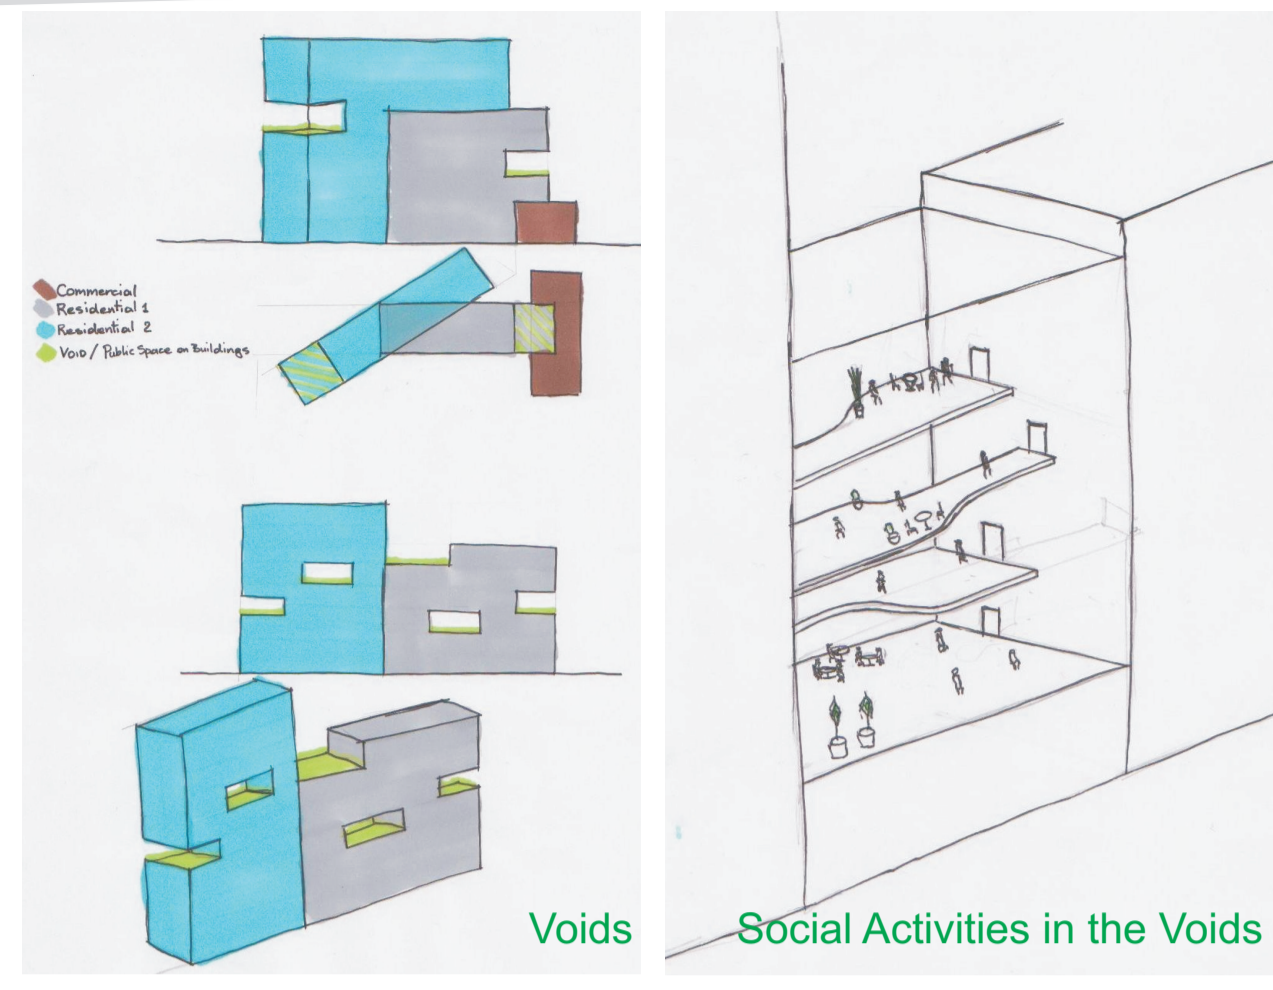 Commercial
Residential 1
Residential 2
Void / Public Space on Buildings
Voids
Social Activities in the Voids